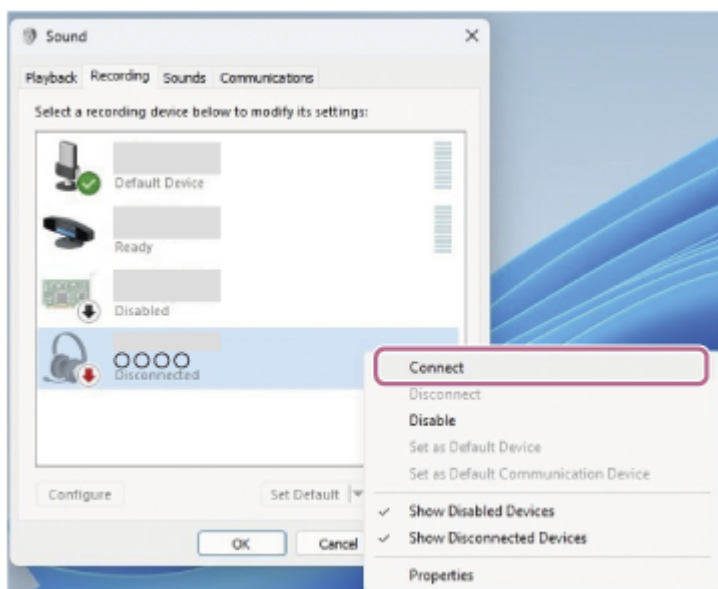 Sound
Playback Recording Sounds Communications
Select a recording device below to modify its settings:
Default Device
Ready
Disabled
○○○○
Disconnected
Configure
Set Default
OK
Cancel
Connect
Disconnect
Disable
Set as Default Device
Set as Default Communication Device
Show Disabled Devices
Show Disconnected Devices
Properties